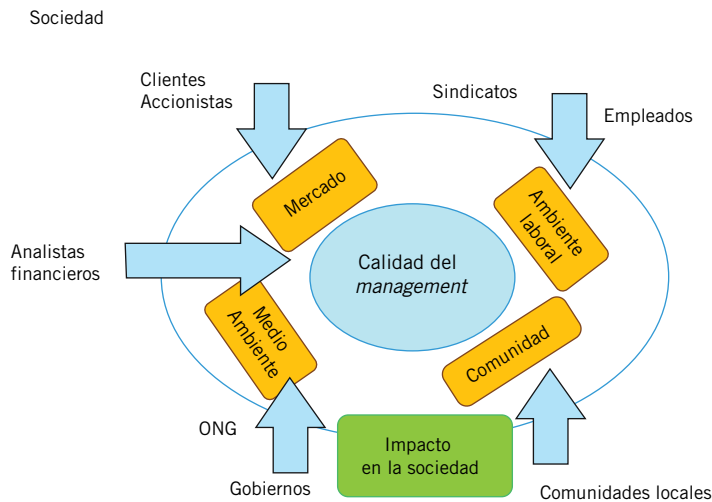 Sociedad
Clientes
Accionistas
Sindicatos
Empleados
Mercado
Ambiente
laboral
Analistas
financieros
Calidad del
management
Medio
Ambiente
Comunidad
ONG
Impacto
en la sociedad
Gobiernos
Comunidades locales